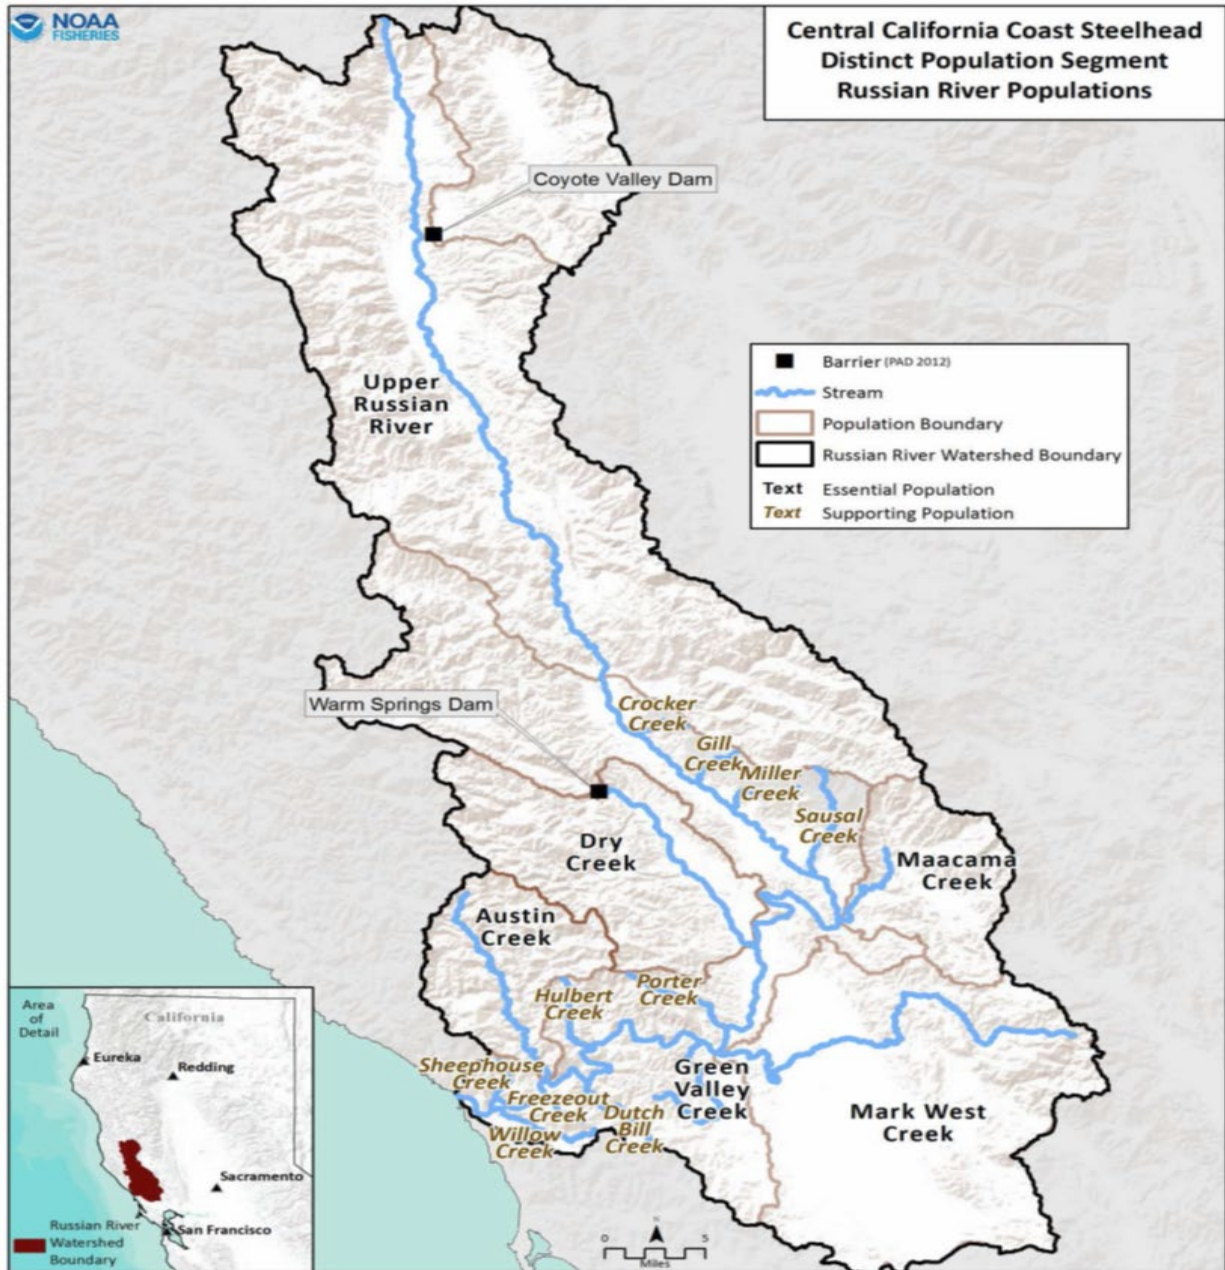 NOAA
FISHERIES
Central California Coast Steelhead
Distinct Population Segment
Russian River Populations
Coyote Valley Dam
Barrier (PAD 2012)
Stream
Population Boundary
Russian River Watershed Boundary
Text Essential Population
Text Supporting Population
Upper
Russian
River
Warm Springs Dam
Crocker
Creek
Gill
Creek
Miller
Creek
Sausal
Creek
Dry
Creek
Maacama
Creek
Austin
Creek
Porter
Creek
Hulbert
Creek
Sheephouse
Creek
Freezeout
Creek
Willow
Creek
Dutch
Bill
Creek
Green
Valley
Creek
Mark West
Creek
Area
of
Detail
California
Eureka
Redding
Sacramento
San Francisco
Russian River
Watershed
Boundary
N
0 5
Miles